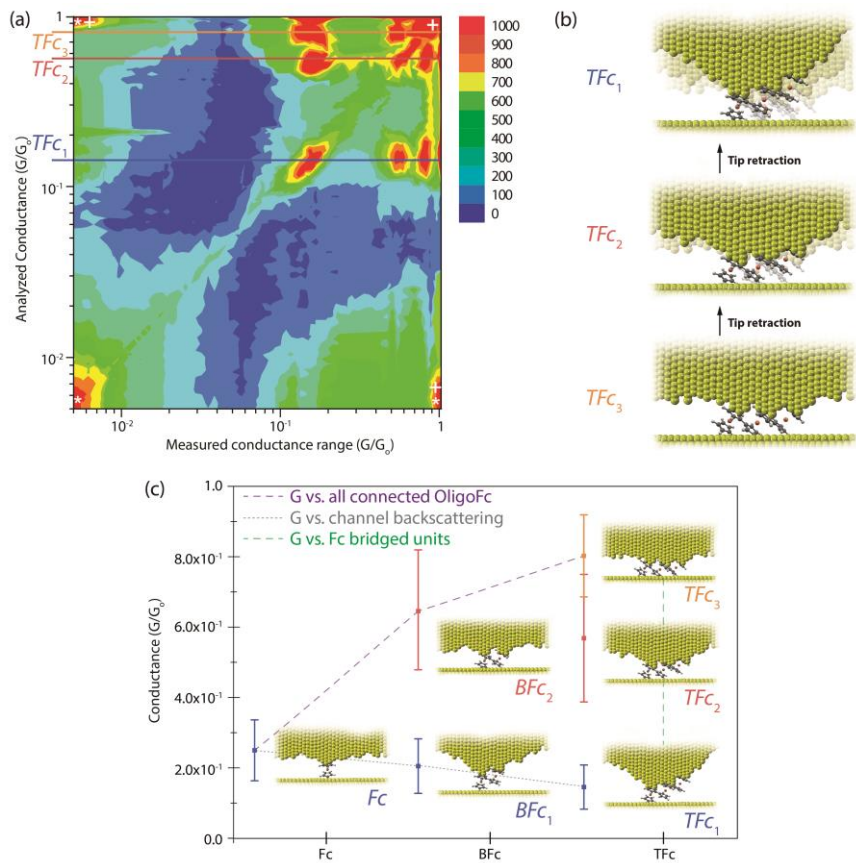 (a)
1
TFc3
TFc2
TFc1
10-1
10-2
Analyzed Conductance (G/Go)
10-2
10-1
1
Measured conductance range (G/Go)
1000
900
800
700
600
500
400
300
200
100
0
(b)
TFc1
Tip retraction
TFc2
Tip retraction
TFc3
(c)
1.0
8.0x10-1
6.0x10-1
4.0x10-1
2.0x10-1
0.0
Conductance (G/Go)
G vs. all connected OligoFc
G vs. channel backscattering
G vs. Fc bridged units
TFc3
BFc2
TFc2
Fc
BFc1
TFc1
Fc
BFc
TFc